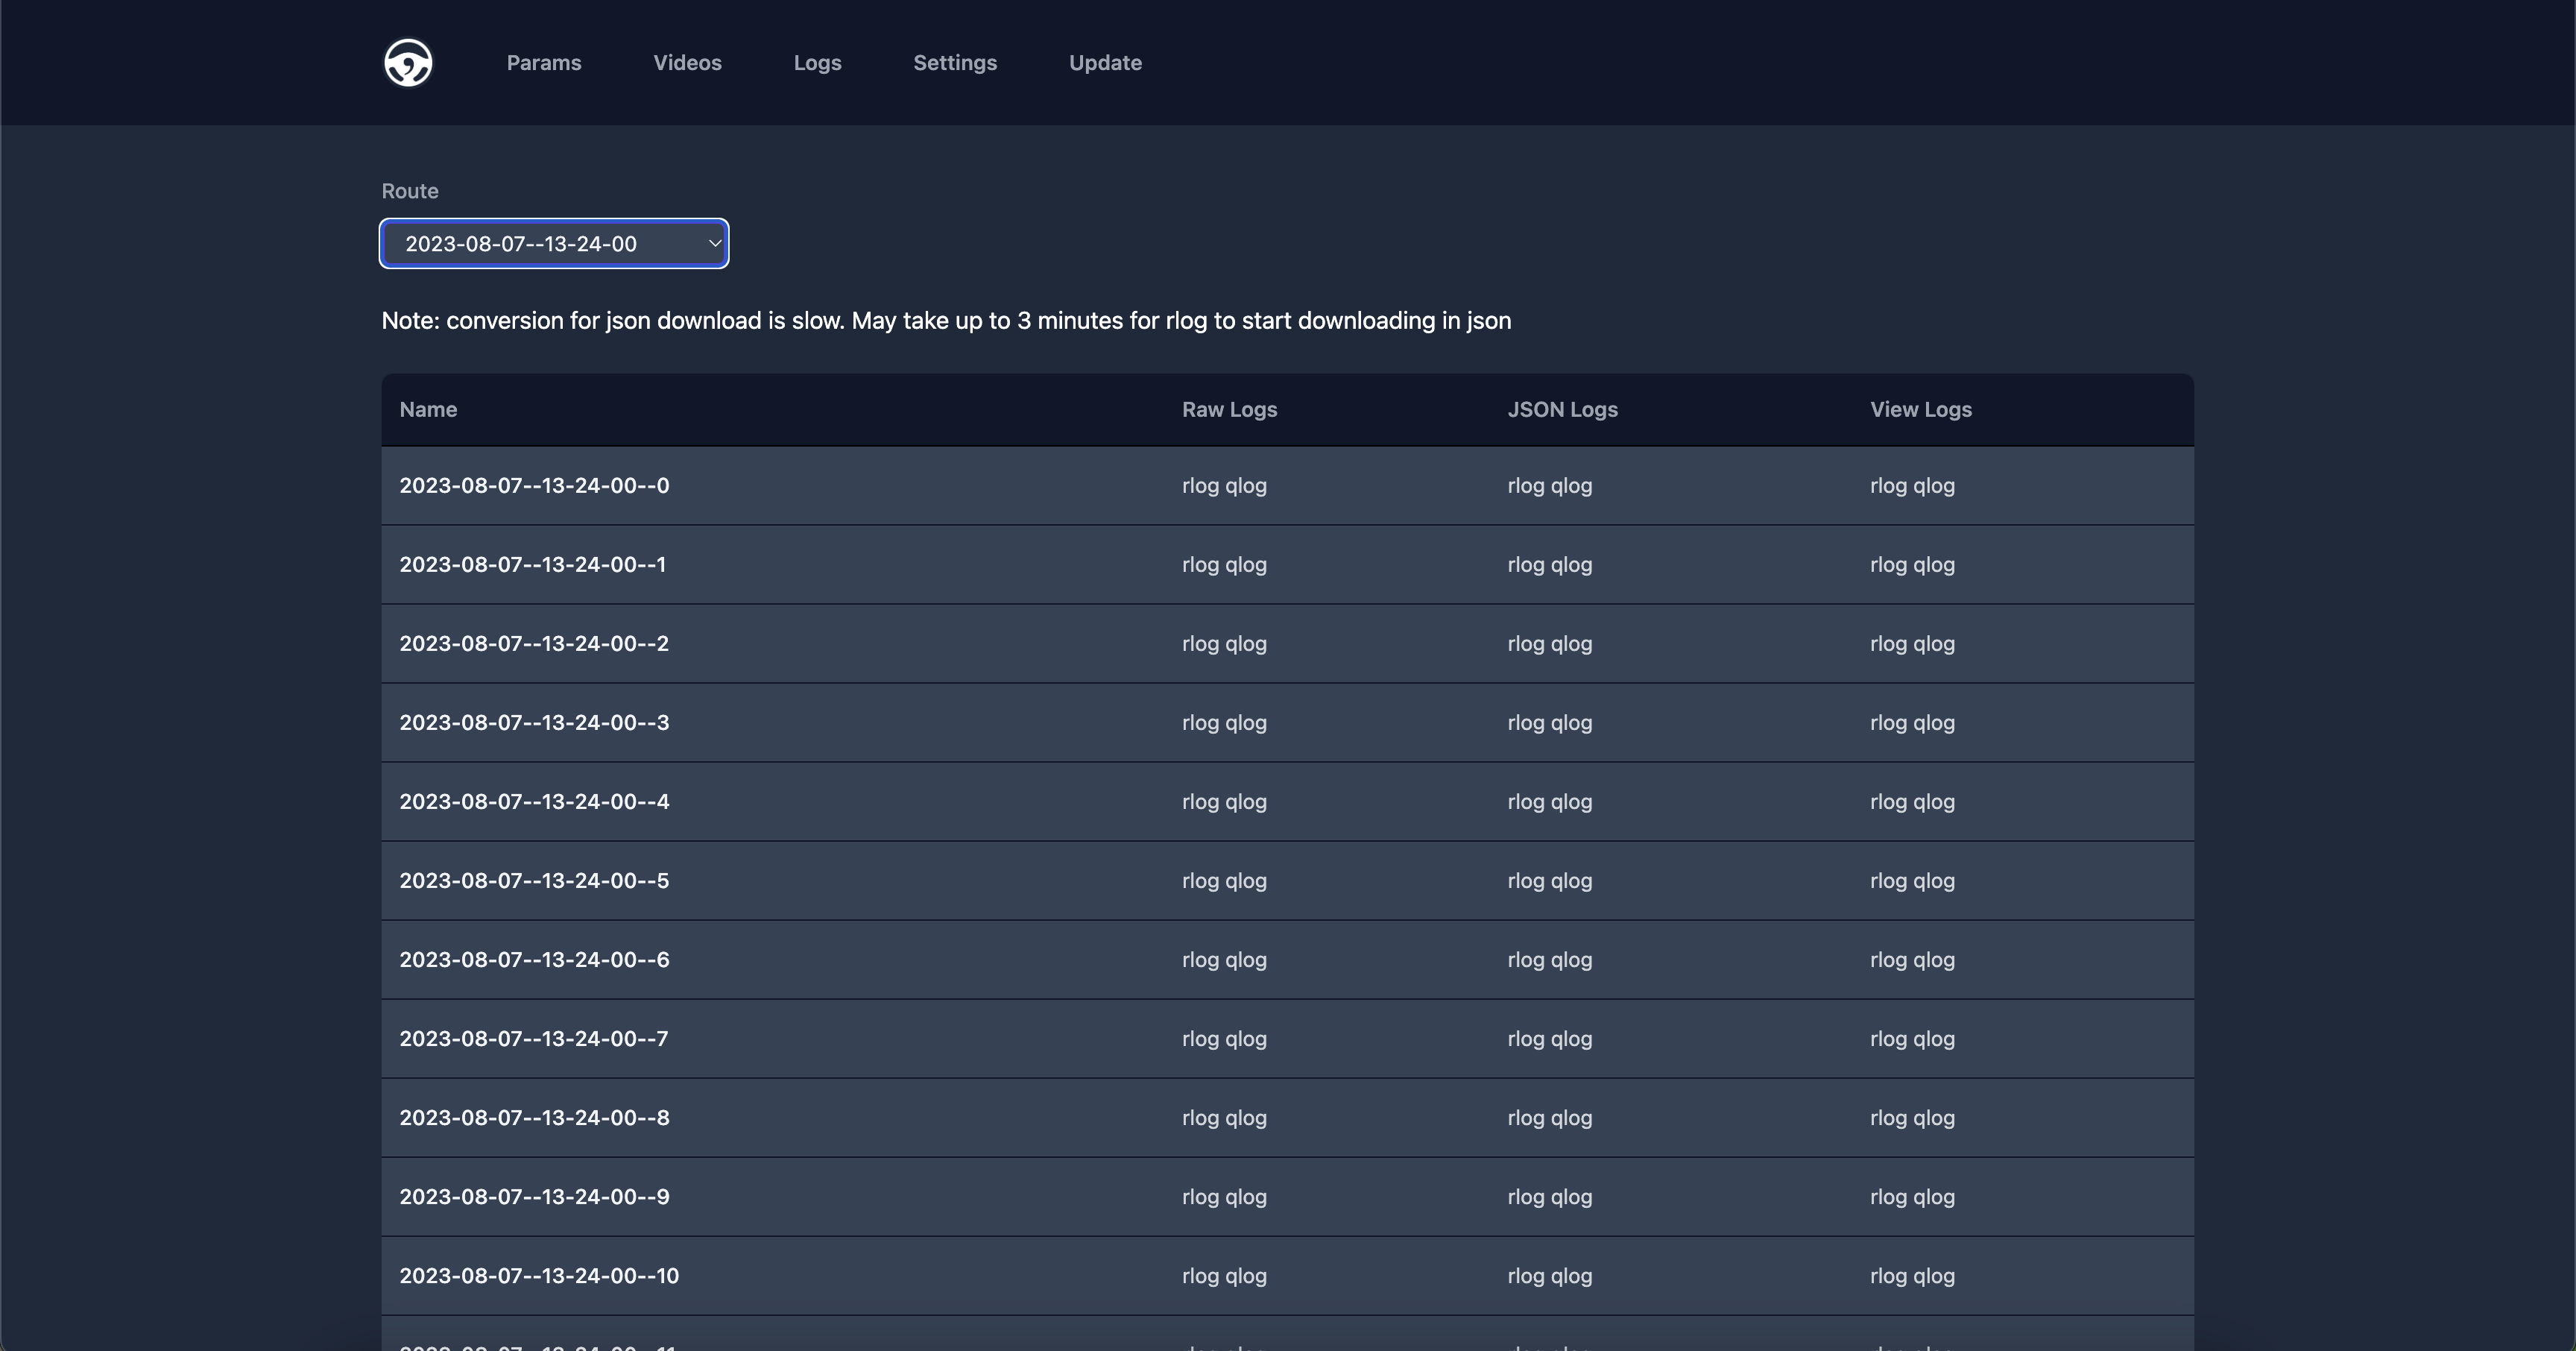 Params Videos Logs Settings Update
Route
2023-08-07--13-24-00
Note: conversion for json download is slow. May take up to 3 minutes for rlog to start downloading in json
Name Raw Logs JSON Logs View Logs
2023-08-07--13-24-00--0 rlog qlog rlog qlog rlog qlog
2023-08-07--13-24-00--1 rlog qlog rlog qlog rlog qlog
2023-08-07--13-24-00--2 rlog qlog rlog qlog rlog qlog
2023-08-07--13-24-00--3 rlog qlog rlog qlog rlog qlog
2023-08-07--13-24-00--4 rlog qlog rlog qlog rlog qlog
2023-08-07--13-24-00--5 rlog qlog rlog qlog rlog qlog
2023-08-07--13-24-00--6 rlog qlog rlog qlog rlog qlog
2023-08-07--13-24-00--7 rlog qlog rlog qlog rlog qlog
2023-08-07--13-24-00--8 rlog qlog rlog qlog rlog qlog
2023-08-07--13-24-00--9 rlog qlog rlog qlog rlog qlog
2023-08-07--13-24-00--10 rlog qlog rlog qlog rlog qlog